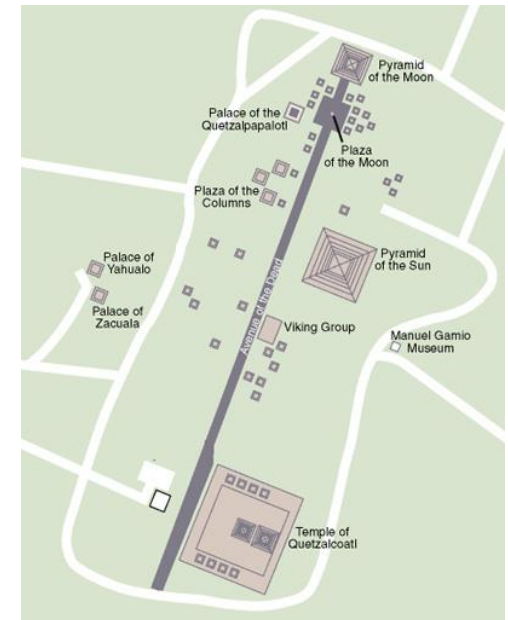 Pyramid
of the Moon
Palace of the
Quetzalpapalotl
Plaza
of the Moon
Plaza of the
Columns
Pyramid
of the Sun
Palace of
Yahualo
Palace of
Zacuala
Avenue of the Dead
Viking Group
Manuel Gamio
Museum
Temple of
Quetzalcoatl